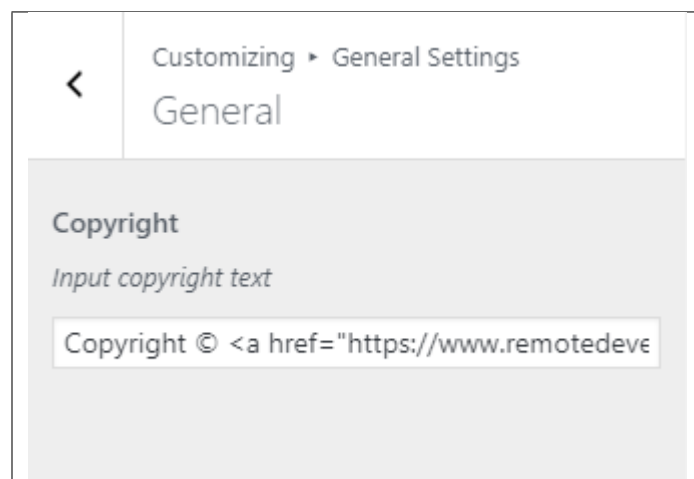 Customizing ▸ General Settings
General
Copyright
Input copyright text
Copyright © <a href="https://www.remotedeve